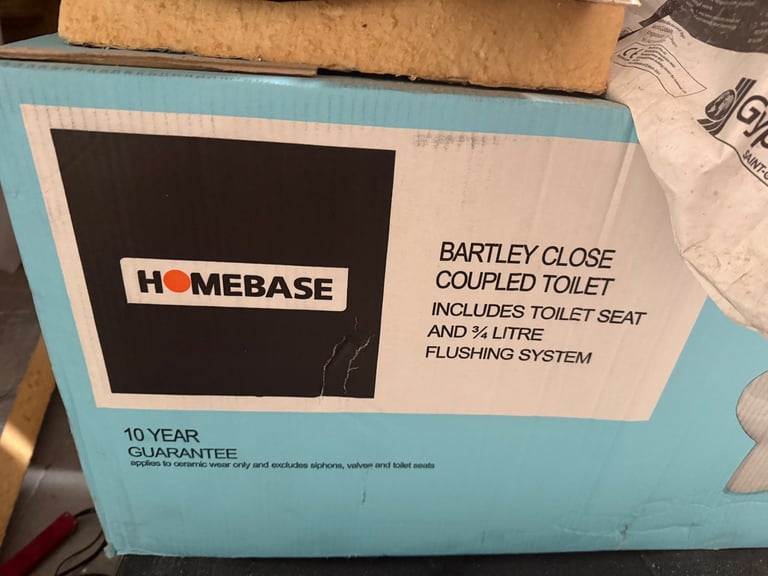 HOMEBASE
BARTLEY CLOSE
COUPLED TOILET
INCLUDES TOILET SEAT
AND ¾ LITRE
FLUSHING SYSTEM
10 YEAR
GUARANTEE
applies to ceramic wear only and excludes siphons, valves and toilet seats